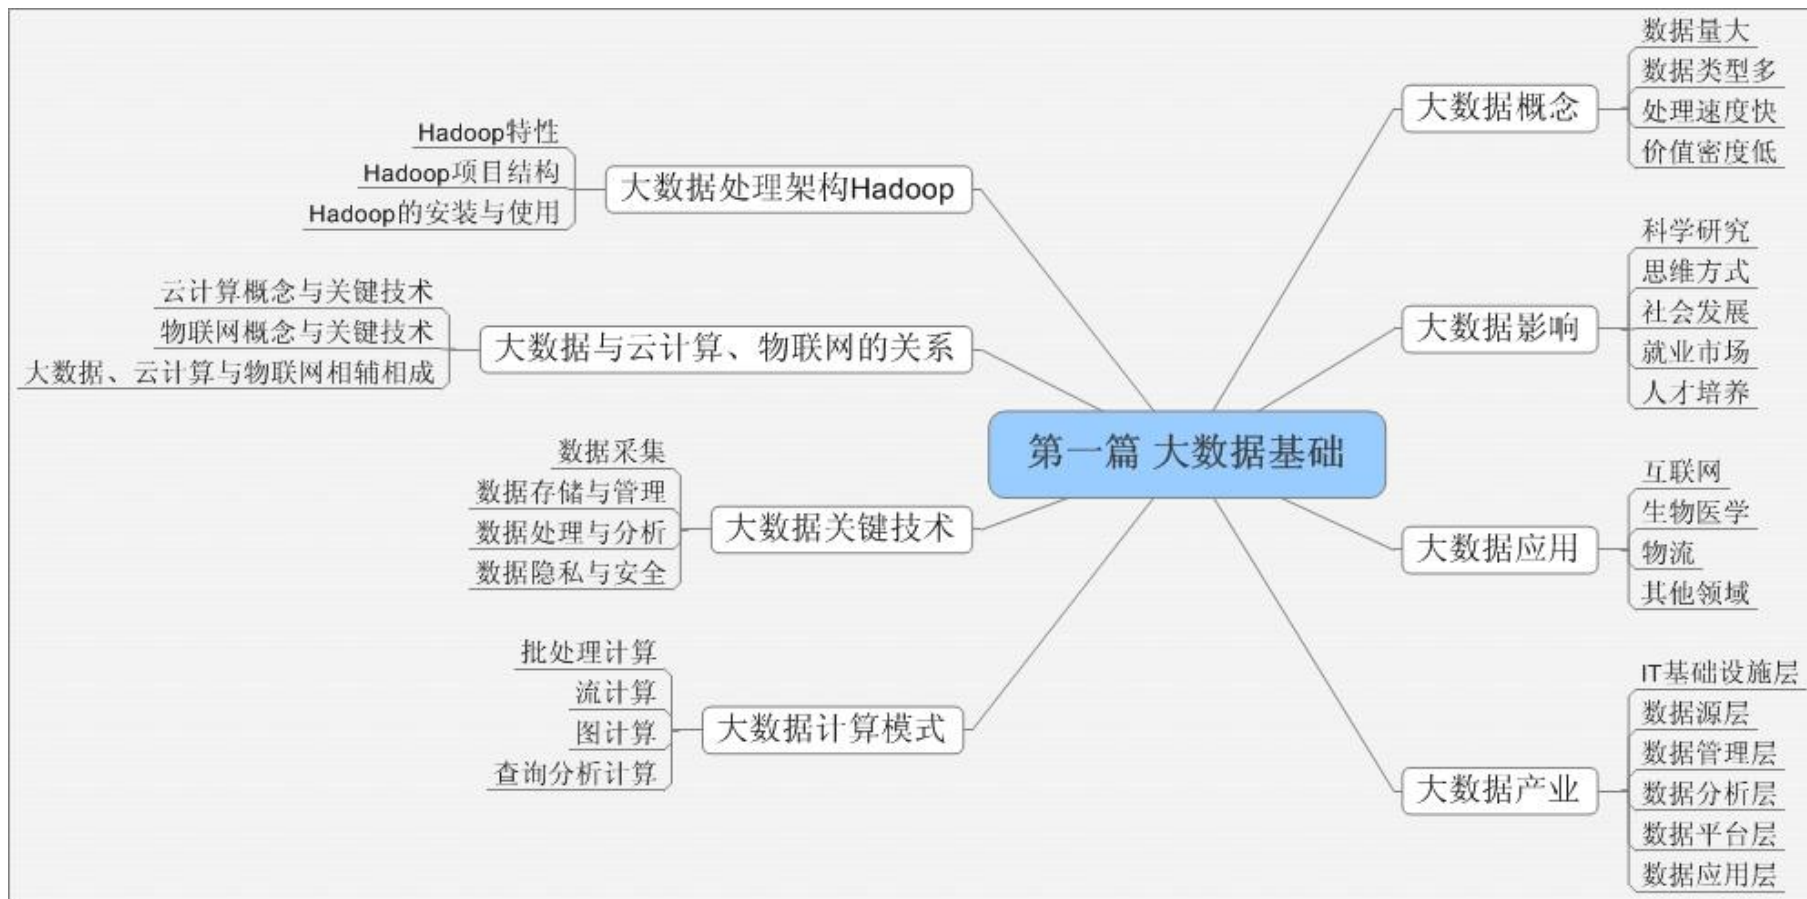 第一篇 大数据基础
大数据概念
数据量大
数据类型多
处理速度快
价值密度低
大数据影响
科学研究
思维方式
社会发展
就业市场
人才培养
大数据应用
互联网
生物医学
物流
其他领域
大数据产业
IT基础设施层
数据源层
数据管理层
数据分析层
数据平台层
数据应用层
大数据处理架构Hadoop
Hadoop特性
Hadoop项目结构
Hadoop的安装与使用
大数据与云计算、物联网的关系
云计算概念与关键技术
物联网概念与关键技术
大数据、云计算与物联网相辅相成
大数据关键技术
数据采集
数据存储与管理
数据处理与分析
数据隐私与安全
大数据计算模式
批处理计算
流计算
图计算
查询分析计算